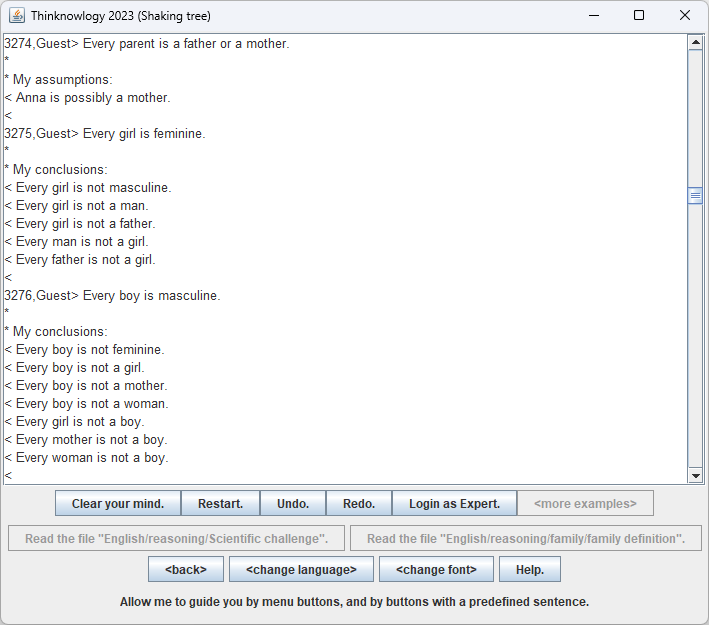 Thinknowlogy 2023 (Shaking tree)
3274,Guest> Every parent is a father or a mother.
*
* My assumptions:
< Anna is possibly a mother.
<
3275,Guest> Every girl is feminine.
*
* My conclusions:
< Every girl is not masculine.
< Every girl is not a man.
< Every girl is not a father.
< Every man is not a girl.
< Every father is not a girl.
<
3276,Guest> Every boy is masculine.
*
* My conclusions:
< Every boy is not feminine.
< Every boy is not a girl.
< Every boy is not a mother.
< Every boy is not a woman.
< Every girl is not a boy.
< Every mother is not a boy.
< Every woman is not a boy.
<
Clear your mind. Restart. Undo. Redo. Login as Expert. <more examples>
Read the file "English/reasoning/Scientific challenge". Read the file "English/reasoning/family/family definition".
<back> <change language> <change font> Help.
Allow me to guide you by menu buttons, and by buttons with a predefined sentence.